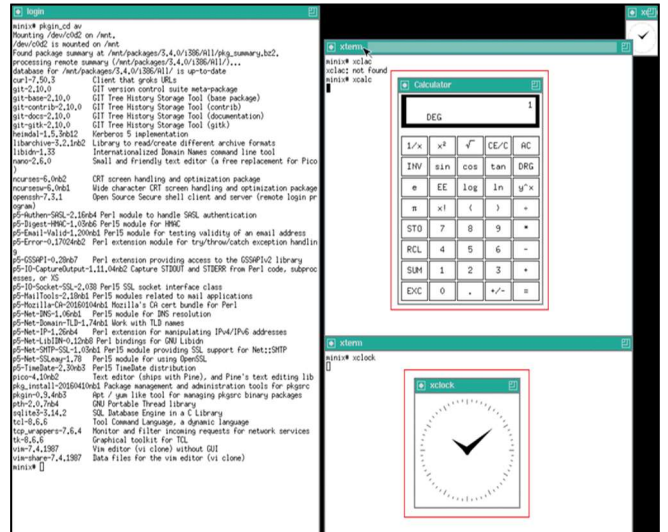 login
minix# pkgin_cd av
Mounting /dev/c0d2 on /mnt.
/dev/c0d2 is mounted on /mnt
Found package summary at (/mnt/packages/3.4.0/i386/All/pkg_summary.bz2.
processing remote summary (/mnt/packages/3.4.0/i386/All/)...
database for /mnt/packages/3.4.0/i386/All/ is up-to-date
curl-7.50.3 Client that groks URLs
git-2.10.0 GIT version control suite meta-package
git-base-2.10.0 GIT Tree History Storage Tool (base package)
git-contrib-2.10.0 GIT Tree History Storage Tool (contrib)
git-docs-2.10.0 GIT Tree History Storage Tool (documentation)
git-gitk-2.10.0 GIT Tree History Storage Tool (gitk)
heimdal-1.5.3nb12 Kerberos 5 implementation
libarchive-3.2.1nb2 Library to read/create different archive formats
libidn-1.33 Internationalized Domain Names command line tool
nano-2.6.0 Small and friendly text editor (a free replacement for Pico
)
ncurses-6.0nb2 CRT screen handling and optimization package
ncursesw-6.0nb1 Wide character CRT screen handling and optimization package
openssh-7.3.1 Open Source Secure shell client and server (remote login pr
ogram)
p5-Authen-SASL-2.16nb4 Perl module to handle SASL authentication
p5-Digest-HMAC-1.03nb6 Perl5 module for HMAC
p5-Email-Valid-1.200nb1 Perl5 module for testing validity of an email address
p5-Error-0.17024nb2 Perl extension module for try/throw/catch exception handlin
g
p5-GSSAPI-0.28nb7 Perl extension providing access to the GSSAPIv2 library
p5-IO-CaptureOutput-1.11.04nb2 Capture STDOUT and STDERR from Perl code, subproc
esses, or XS
p5-IO-Socket-SSL-2.038 Perl5 SSL socket interface class
p5-MailTools-2.18nb1 Perl5 modules related to mail applications
p5-Mozilla-CA-20160104nb1 Mozilla's CA cert bundle for Perl
p5-Net-DNS-1.06nb1 Perl5 module for DNS resolution
p5-Net-Domain-TLD-1.74nb1 Work with TLD names
p5-Net-IP-1.26nb4 Perl extension for manipulating IPv4/IPv6 addresses
p5-Net-LibIDN-0.12nb8 Perl bindings for GNU Libidn
p5-Net-SMTP-SSL-1.03nb1 Perl5 module providing SSL support for Net::SMTP
p5-Net-SSLeay-1.78 Perl5 module for using OpenSSL
p5-TimeDate-2.30nb3 Perl5 TimeDate distribution
pico-4.10nb2 Text editor (ships with Pine), and Pine's text editing lib
pkg_install-20160410nb1 Package management and administration tools for pkgsrc
pkgin-0.9.4nb3 Apt / yum like tool for managing pkgsrc binary packages
pth-2.0.7nb4 GNU Portable Thread library
sqlite3-3.14.2 SQL Database Engine in a C Library
tcl-8.6.6 Tool Command Language, a dynamic language
tcp_wrappers-7.6.4 Monitor and filter incoming requests for network services
tk-8.6.6 Graphical toolkit for TCL
vim-7.4.1987 Vim editor (vi clone) without GUI
vim-share-7.4.1987 Data files for the vim editor (vi clone)
minix#
xterm
minix# xclac
xclac: not found
minix# xcalc
Calculator
1
DEG
1/x x² √ CE/C AC
INV sin cos tan DRG
e EE log ln y^x
π x! ( ) ÷
STO 7 8 9 *
RCL 4 5 6 -
SUM 1 2 3 +
EXC 0 . +/- =
xterm
minix# xclock
xclock